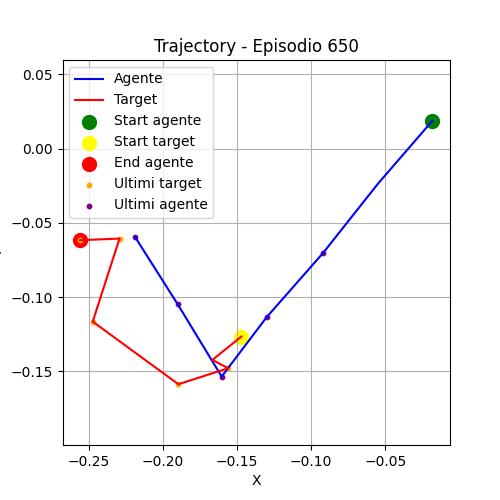 Trajectory - Episodio 650
Agente
Target
Start agente
Start target
End agente
Ultimi target
Ultimi agente
0.05
0.00
−0.05
−0.10
−0.15
−0.25
−0.20
−0.15
−0.10
−0.05
X